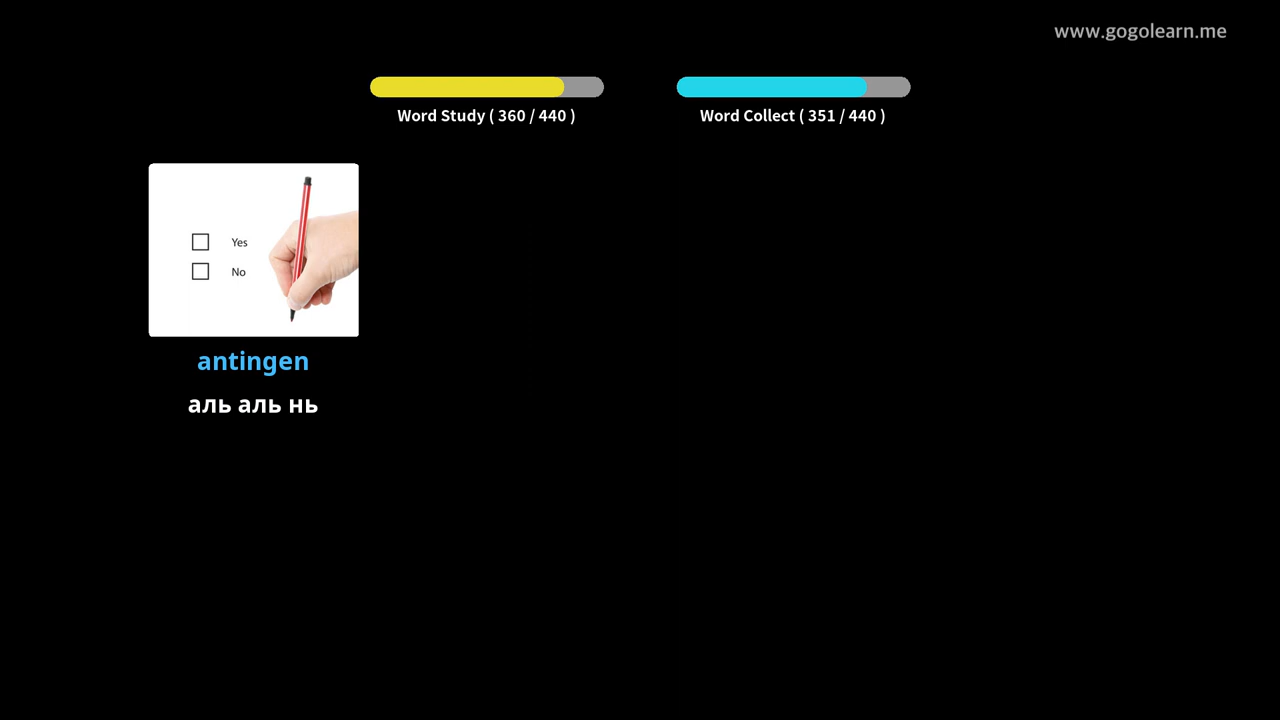 www.gogolearn.me
Word Study ( 360 / 440 )
Word Collect ( 351 / 440 )
Yes
No
antingen
аль аль нь